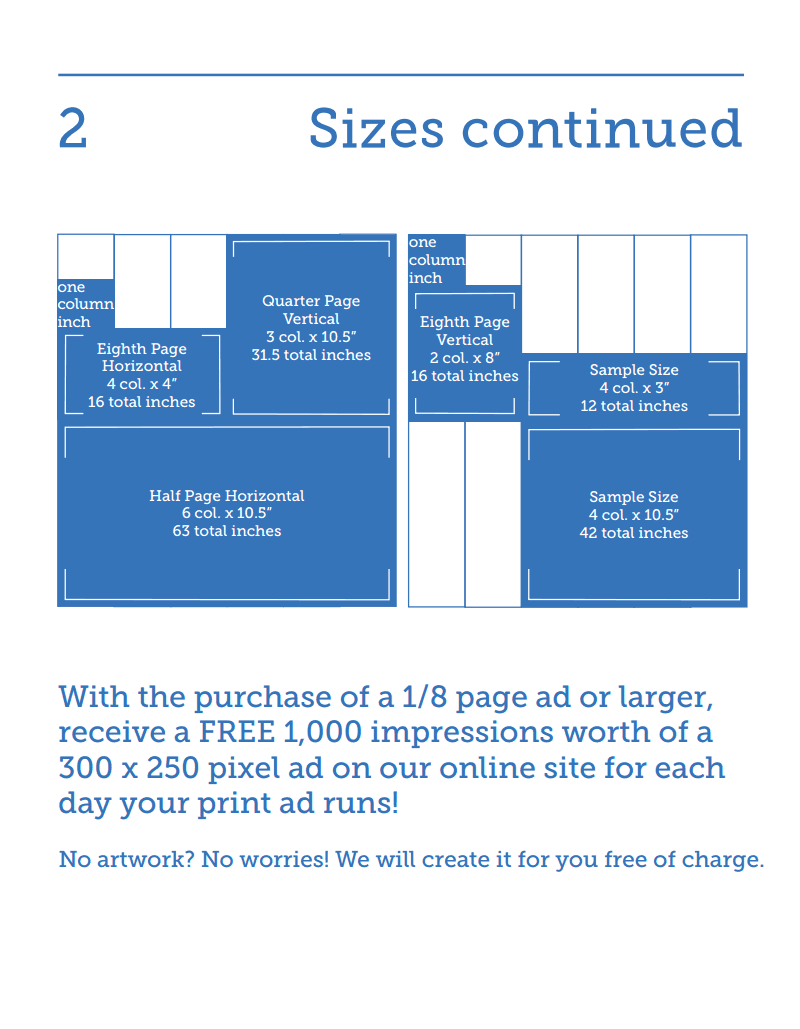 2
Sizes continued
one
column
inch
Eighth Page
Horizontal
4 col. x 4”
16 total inches
Quarter Page
Vertical
3 col. x 10.5”
31.5 total inches
Half Page Horizontal
6 col. x 10.5”
63 total inches
one
column
inch
Eighth Page
Vertical
2 col. x 8”
16 total inches
Sample Size
4 col. x 3”
12 total inches
Sample Size
4 col. x 10.5”
42 total inches
With the purchase of a 1/8 page ad or larger,
receive a FREE 1,000 impressions worth of a
300 x 250 pixel ad on our online site for each
day your print ad runs!
No artwork? No worries! We will create it for you free of charge.